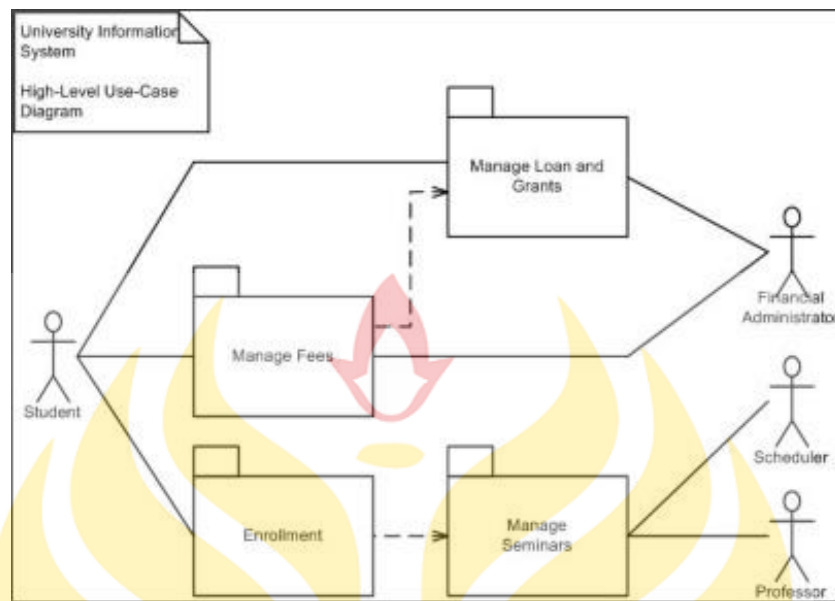 University Information
System
High-Level Use-Case
Diagram
Manage Loan and
Grants
Financial
Administrator
Manage Fees
Student
Scheduler
Enrollment
Manage
Seminars
Professor